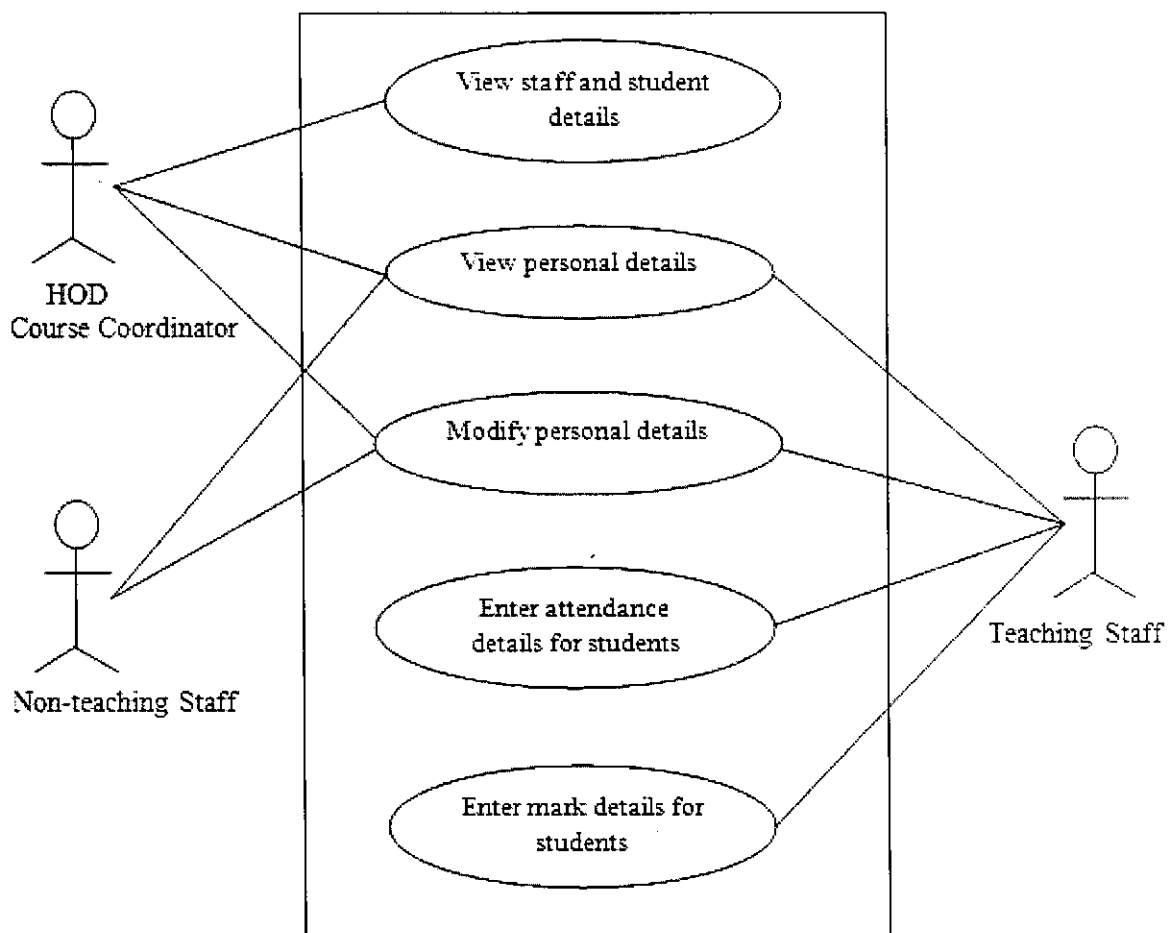 View staff and student
details
HOD
Course Coordinator
View personal details
Modify personal details
Non-teaching Staff
Enter attendance
details for students
Teaching Staff
Enter mark details for
students